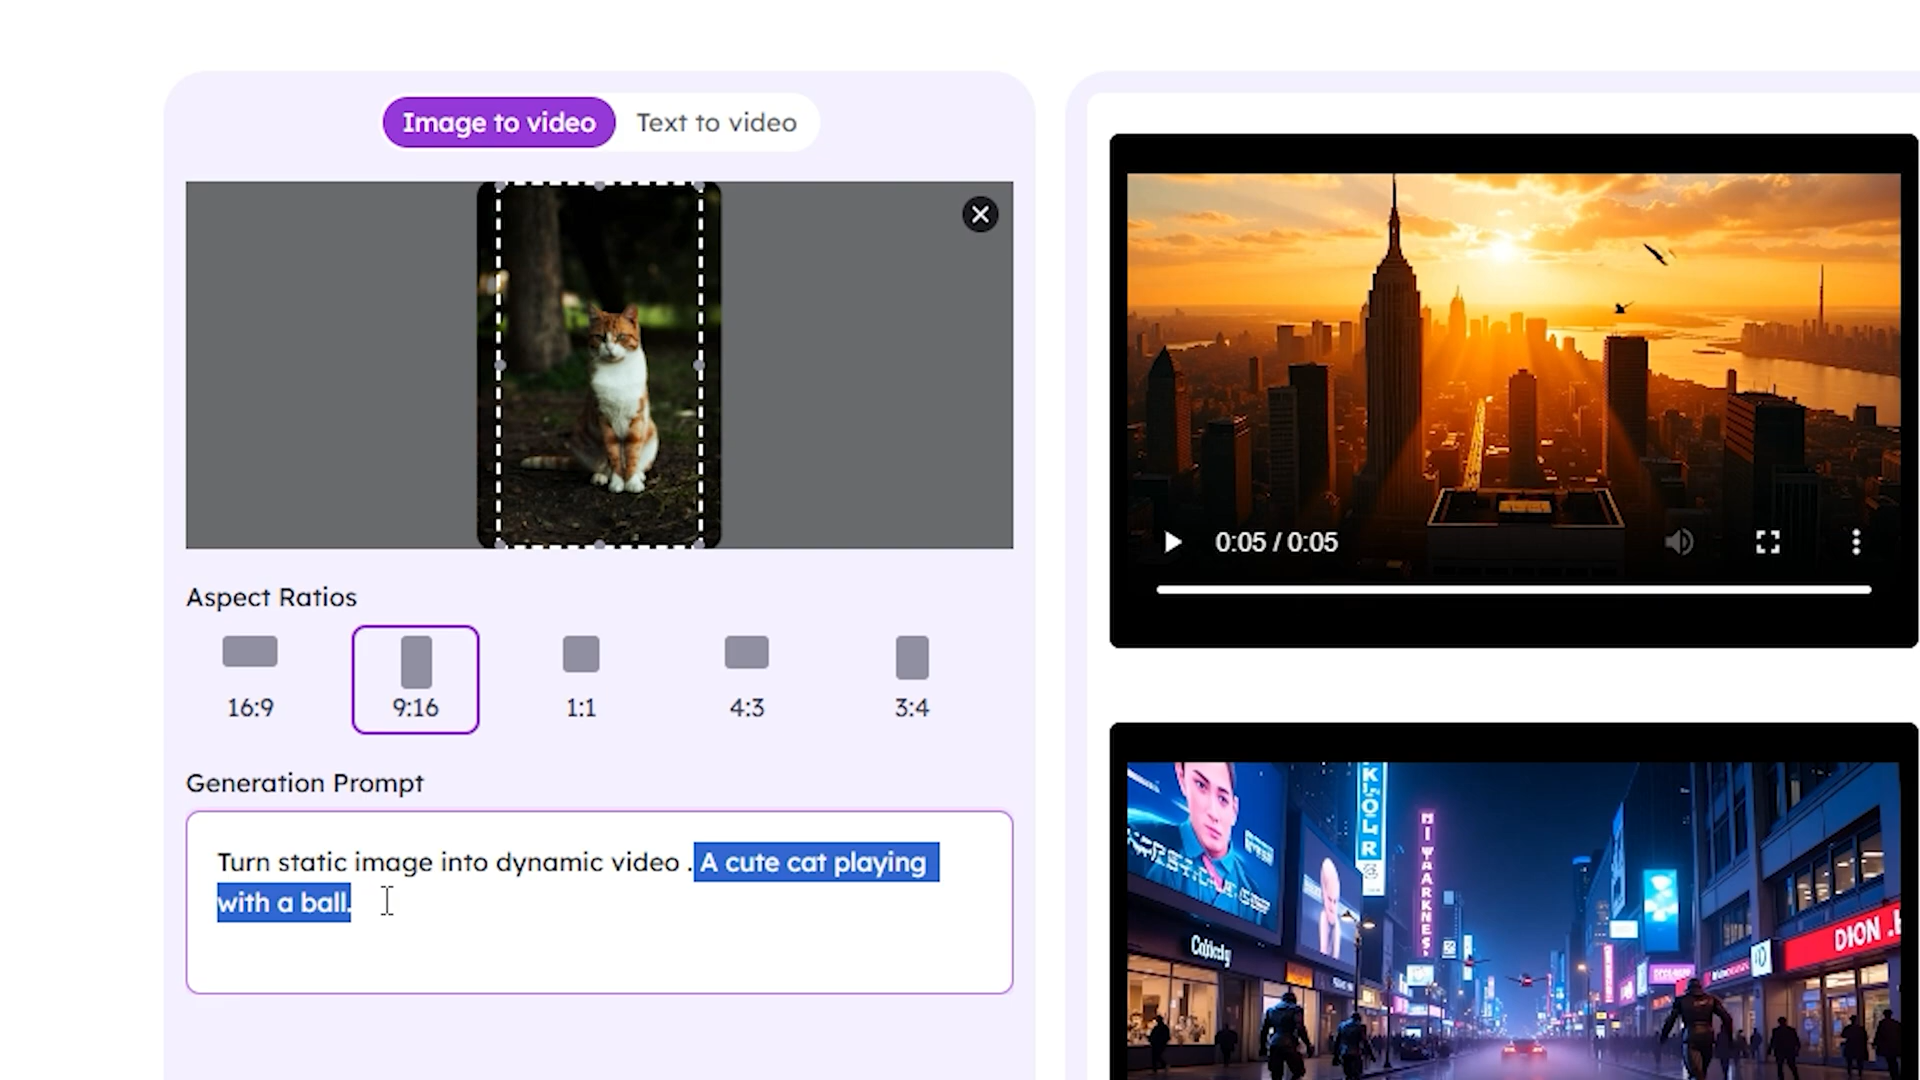 Image to video
Text to video
Aspect Ratios
16:9
9:16
1:1
4:3
3:4
Generation Prompt
Turn static image into dynamic video . A cute cat playing
with a ball.
0:05 / 0:05
KLOUR
DION .